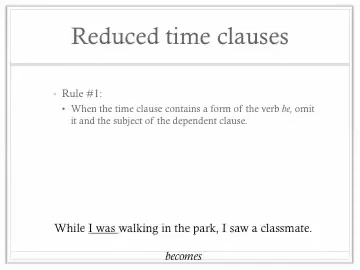 Reduced time clauses
Rule #1:
When the time clause contains a form of the verb be, omit
it and the subject of the dependent clause.
While I was walking in the park, I saw a classmate.
becomes